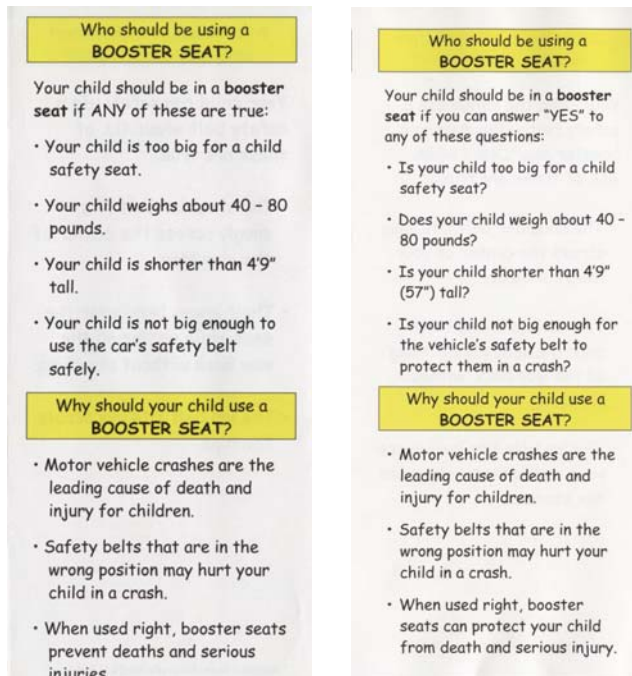 Who should be using a
BOOSTER SEAT?
Your child should be in a booster
seat if ANY of these are true:
· Your child is too big for a child
safety seat.
· Your child weighs about 40 – 80
pounds.
· Your child is shorter than 4'9"
tall.
· Your child is not big enough to
use the car's safety belt
safely.
Why should your child use a
BOOSTER SEAT?
· Motor vehicle crashes are the
leading cause of death and
injury for children.
· Safety belts that are in the
wrong position may hurt your
child in a crash.
· When used right, booster seats
prevent deaths and serious
injuries
Who should be using a
BOOSTER SEAT?
Your child should be in a booster
seat if you can answer "YES" to
any of these questions:
· Is your child too big for a child
safety seat?
· Does your child weigh about 40 –
80 pounds?
· Is your child shorter than 4'9"
(57") tall?
· Is your child not big enough for
the vehicle's safety belt to
protect them in a crash?
Why should your child use a
BOOSTER SEAT?
· Motor vehicle crashes are the
leading cause of death and
injury for children.
· Safety belts that are in the
wrong position may hurt your
child in a crash.
· When used right, booster
seats can protect your child
from death and serious injury.